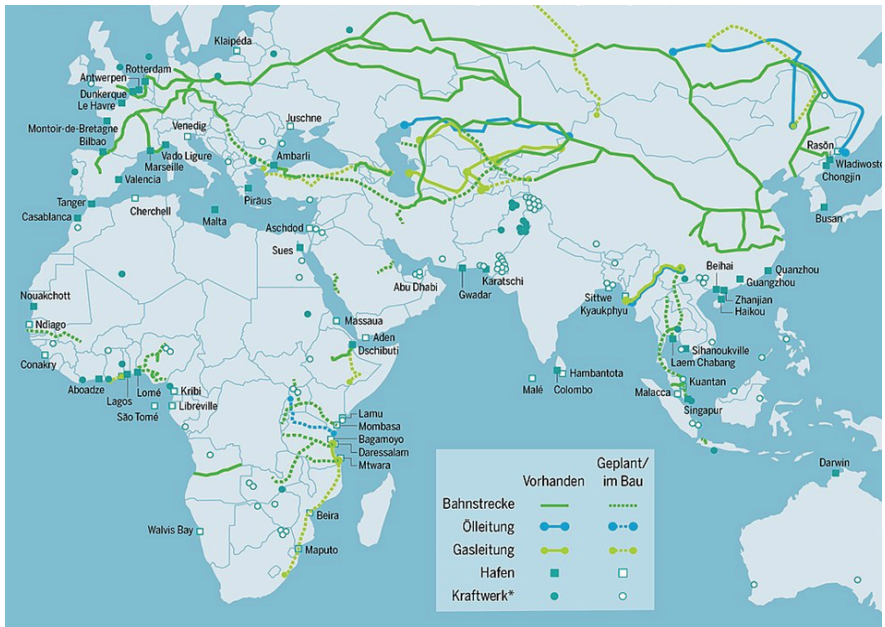 Klaipéda
Rotterdam
Antwerpen
Dunkerque
Le Havre
Montoir-de-Bretagne
Bilbao
Venedig
Juschne
Vado Ligure
Marseille
Ambarli
Valencia
Piräus
Tanger
Casablanca
Cherchell
Malta
Aschdod
Sues
Abu Dhabi
Gwadar
Karatschi
Rasŏn
Wladiwosto
Chongjin
Busan
Beihai
Quanzhou
Guangzhou
Zhanjian
Haikou
Sittwe
Kyaukphyu
Nouakchott
Ndiago
Conakry
Massaua
Aden
Dschibuti
Aboadze
Lagos
Lomé
São Tomé
Kribi
Libreville
Lamu
Mombasa
Bagamoyo
Daressalam
Mtwara
Malé
Hambantota
Colombo
Sihanoukville
Laem Chabang
Kuantan
Malacca
Singapur
Darwin
Walvis Bay
Beira
Maputo
Vorhanden
Geplant/
im Bau
Bahnstrecke
Ölleitung
Gasleitung
Hafen
Kraftwerk*